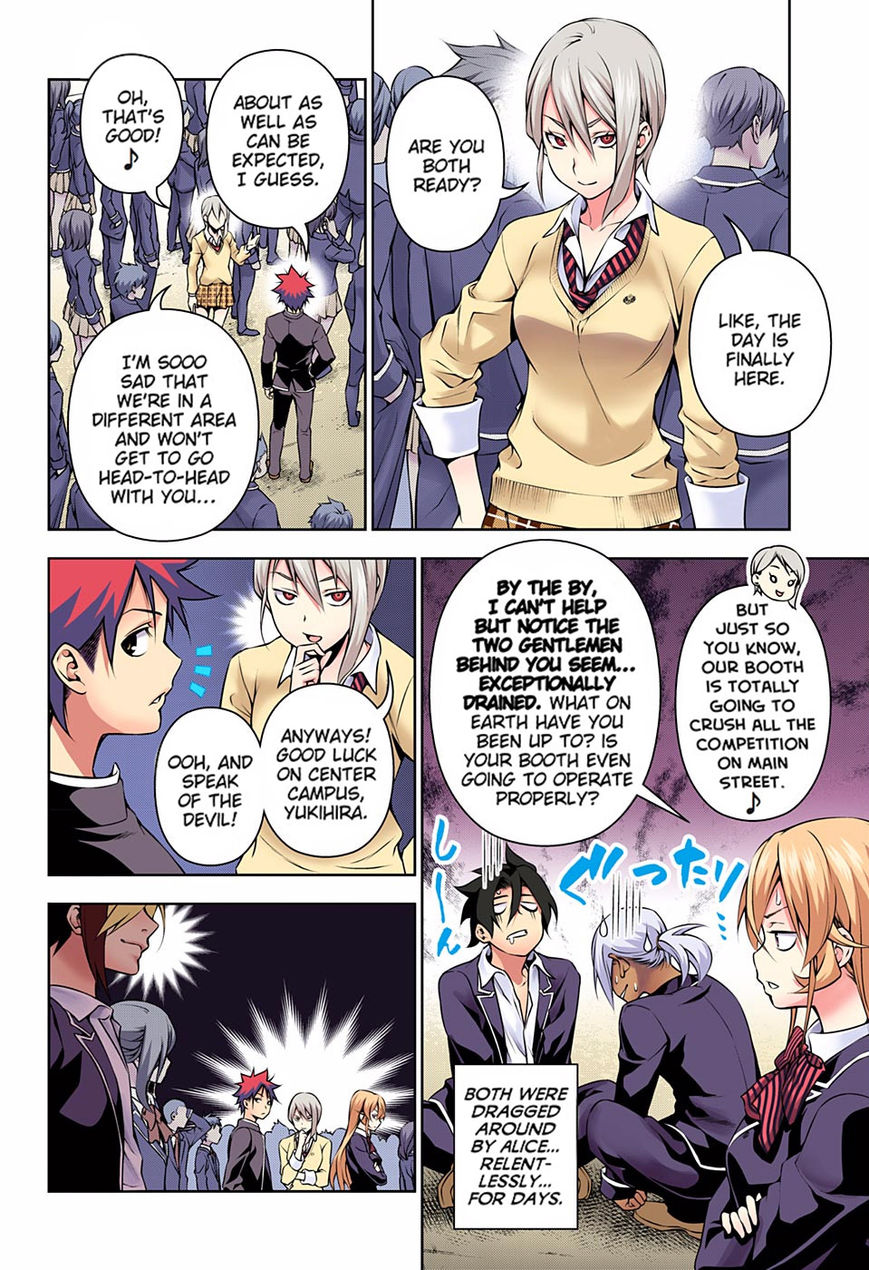 LIKE, THE
DAY IS
FINALLY
HERE.
ARE YOU
BOTH
READY?
ABOUT AS
WELL AS
CAN BE
EXPECTED,
I GUESS.
OH,
THAT'S
GOOD!
♪
I'M SOOO
SAD THAT
WE'RE IN A
DIFFERENT AREA
AND WON'T
GET TO GO
HEAD-TO-HEAD
WITH YOU...
BUT
JUST SO
YOU KNOW,
OUR BOOTH
IS TOTALLY
GOING TO
CRUSH ALL THE
COMPETITION
ON MAIN
STREET.
♪
BY THE BY,
I CAN'T HELP
BUT NOTICE THE
TWO GENTLEMEN
BEHIND YOU SEEM...
EXCEPTIONALLY
DRAINED. WHAT ON
EARTH HAVE YOU
BEEN UP TO? IS
YOUR BOOTH EVEN
GOING TO OPERATE
PROPERLY?
ぐったり…
しーん
BOTH WERE
DRAGGED
AROUND
BY ALICE...
RELENT-
LESSLY...
FOR DAYS.
ANYWAYS!
GOOD LUCK
ON CENTER
CAMPUS,
YUKIHIRA.
OOH, AND
SPEAK
OF THE
DEVIL!